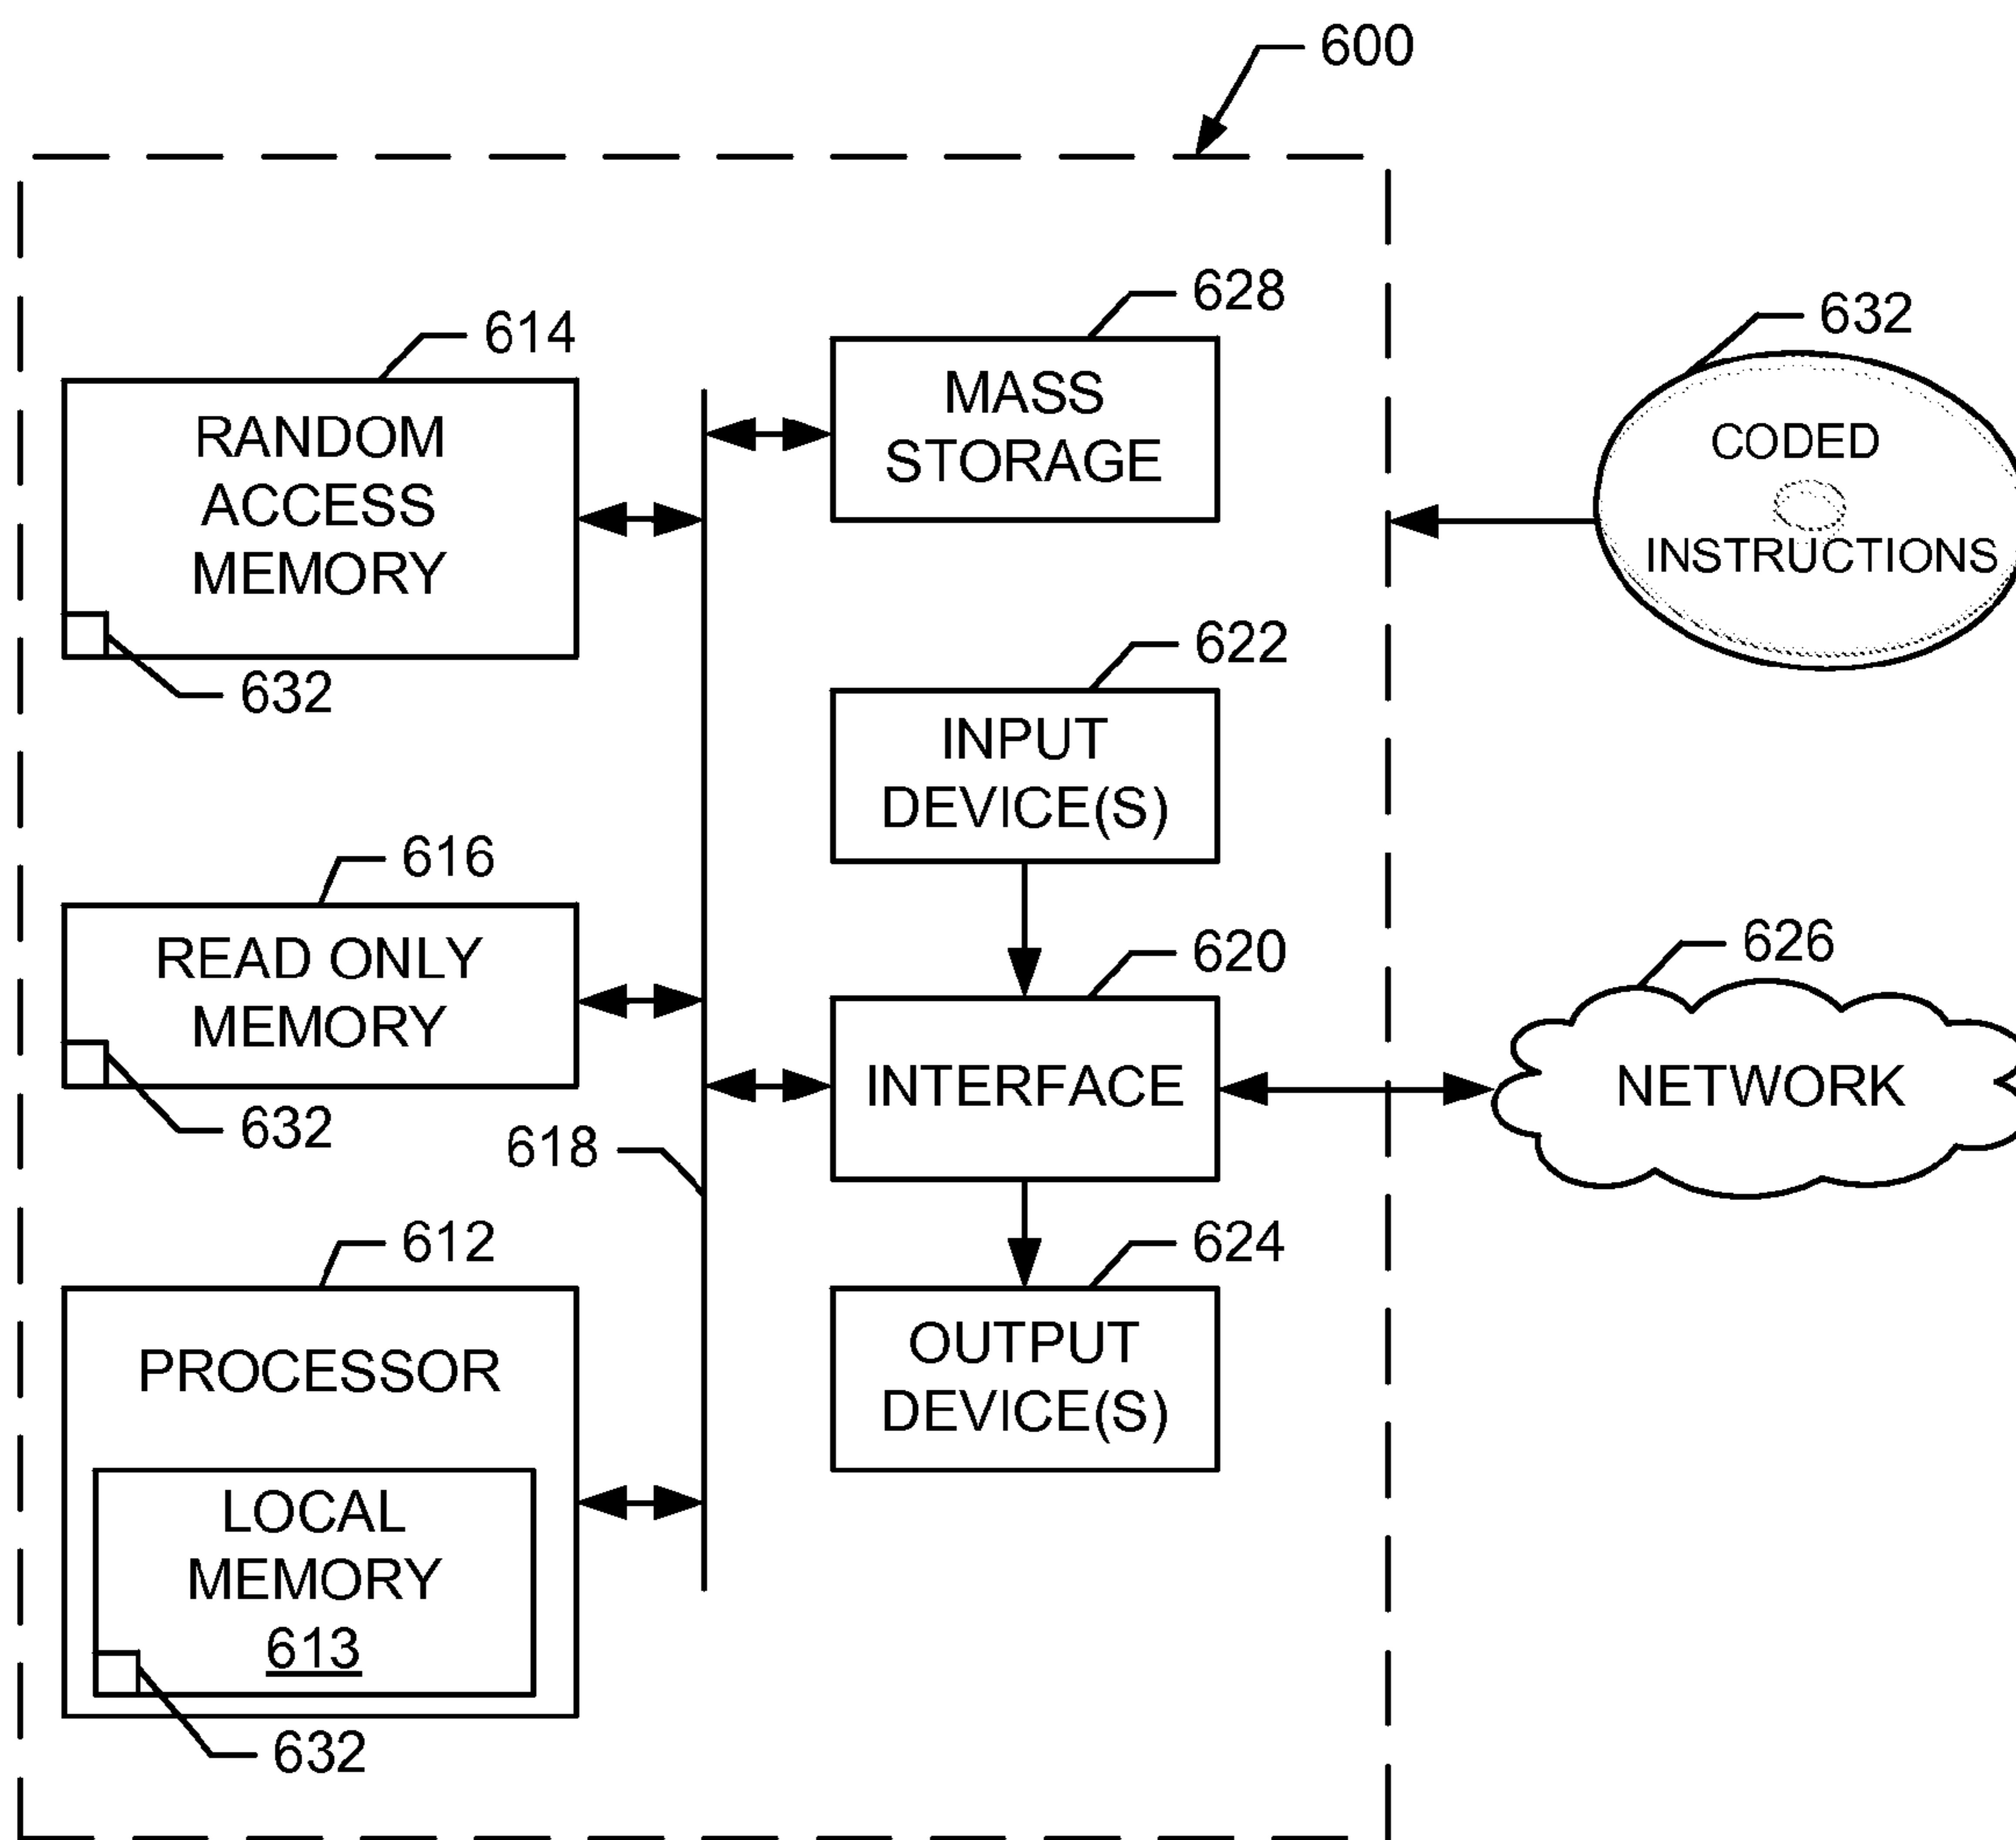 600
614
RANDOM
ACCESS
MEMORY
632
616
READ ONLY
MEMORY
632
618
612
PROCESSOR
LOCAL
MEMORY
613
632
628
MASS
STORAGE
622
INPUT
DEVICE(S)
620
INTERFACE
624
OUTPUT
DEVICE(S)
632
CODED
INSTRUCTIONS
626
NETWORK